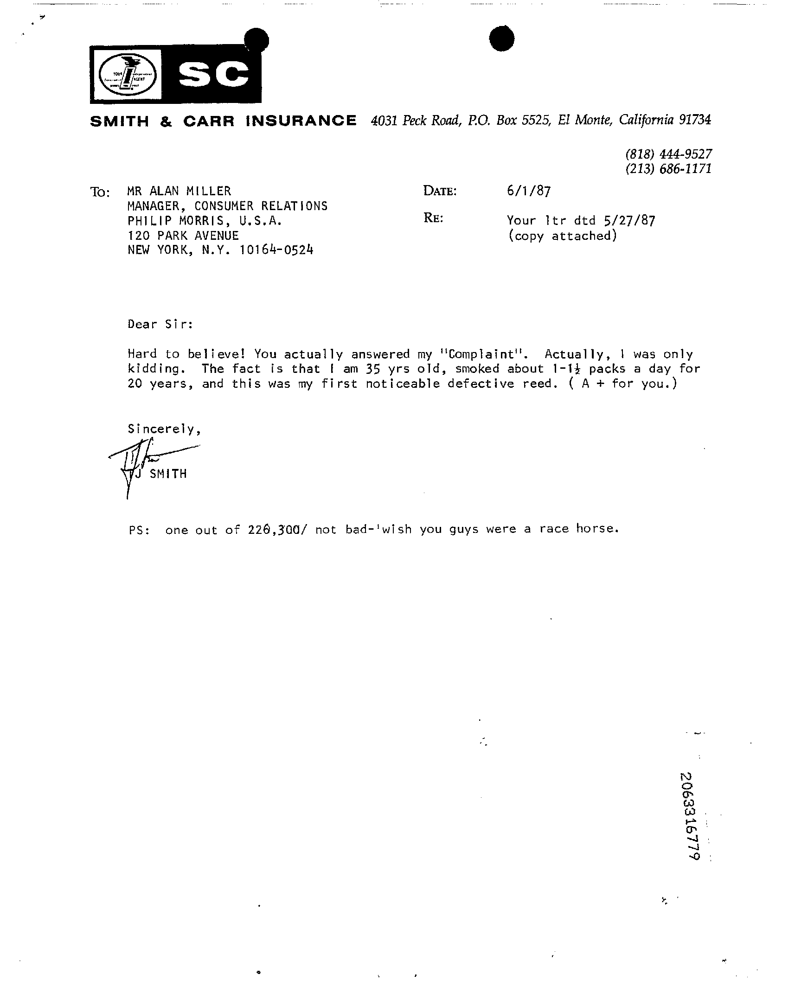 SC
SMITH & CARR INSURANCE 4031 Peck Road, P.O. Box 5525, El Monte, California 91734
(818) 444-9527
(213) 686-1171
To: MR ALAN MILLER
MANAGER, CONSUMER RELATIONS
PHILIP MORRIS, U.S.A.
120 PARK AVENUE
NEW YORK, N.Y. 10164-0524
DATE: 6/1/87
RE: Your ltr dtd 5/27/87
(copy attached)
Dear Sir:
Hard to believe! You actually answered my "Complaint". Actually, I was only
kidding. The fact is that I am 35 yrs old, smoked about 1-1½ packs a day for
20 years, and this was my first noticeable defective reed. ( A + for you.)
Sincerely,
TJ SMITH
PS: one out of 220,300/ not bad-'wish you guys were a race horse.
2063316779